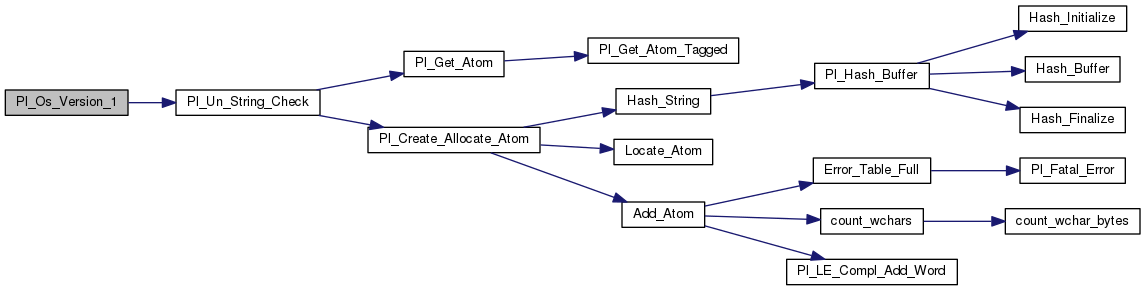 Pl_Os_Version_1
Pl_Un_String_Check
Pl_Get_Atom
Pl_Get_Atom_Tagged
Pl_Create_Allocate_Atom
Hash_String
Pl_Hash_Buffer
Hash_Initialize
Hash_Buffer
Hash_Finalize
Locate_Atom
Add_Atom
Error_Table_Full
Pl_Fatal_Error
count_wchars
count_wchar_bytes
Pl_LE_Compl_Add_Word